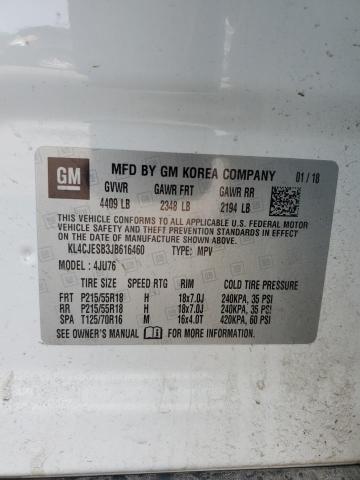 GM
MFD BY GM KOREA COMPANY 01 / 18
GVWR GAWR FRT GAWR RR
4409 LB 2348 LB 2194 LB
THIS VEHICLE CONFORMS TO ALL APPLICABLE U.S. FEDERAL MOTOR
VEHICLE SAFETY AND THEFT PREVENTION STANDARDS IN
EFFECT ON THE DATE OF MANUFACTURE SHOWN ABOVE.
KL4CJESB3JB616460 TYPE: MPV
MODEL : 4JU76
TIRE SIZE SPEED RTG RIM COLD TIRE PRESSURE
FRT P215/55R18 H 18x7.0J 240KPA, 35 PSI
RR P215/55R18 H 18x7.0J 240KPA, 35 PSI
SPA T125/70R16 M 16x4.0T 420KPA, 60 PSI
SEE OWNER'S MANUAL FOR MORE INFORMATION.